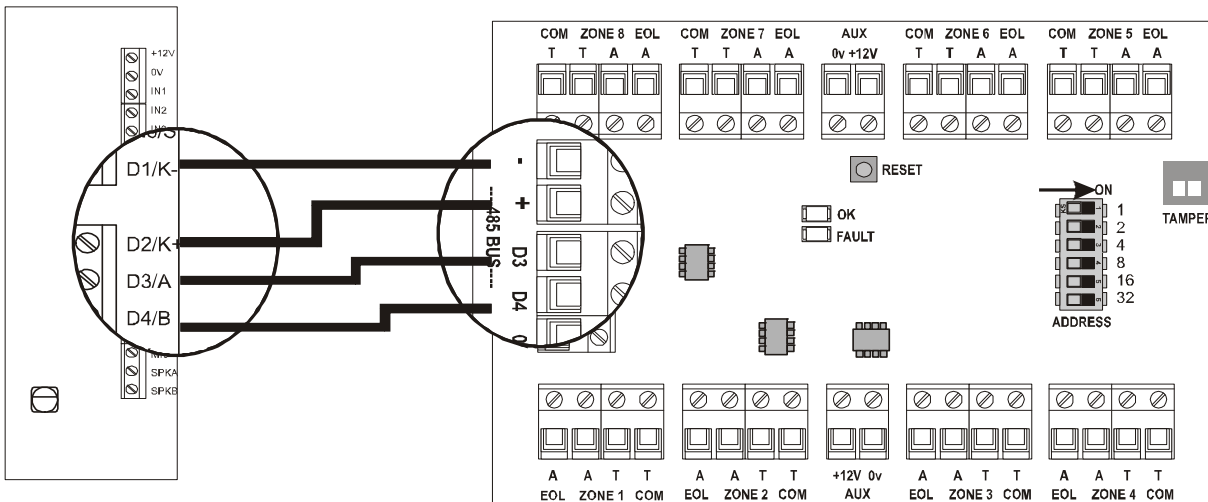 +12V
0V
IN1
IN2
D1/K-
D2/K+
D3/A
D4/B
SPKA
SPKB
-
+
---485 BUS---
D3
D4
0
COM ZONE 8 EOL
T T A A
COM ZONE 7 EOL
T T A A
AUX
0v +12V
COM ZONE 6 EOL
T T A A
COM ZONE 5 EOL
T T A A
RESET
OK
FAULT
ON
1
2
4
8
16
32
ADDRESS
TAMPER
A A T T
EOL ZONE 1 COM
A A T T
EOL ZONE 2 COM
+12V 0v
AUX
A A T T
EOL ZONE 3 COM
A A T T
EOL ZONE 4 COM